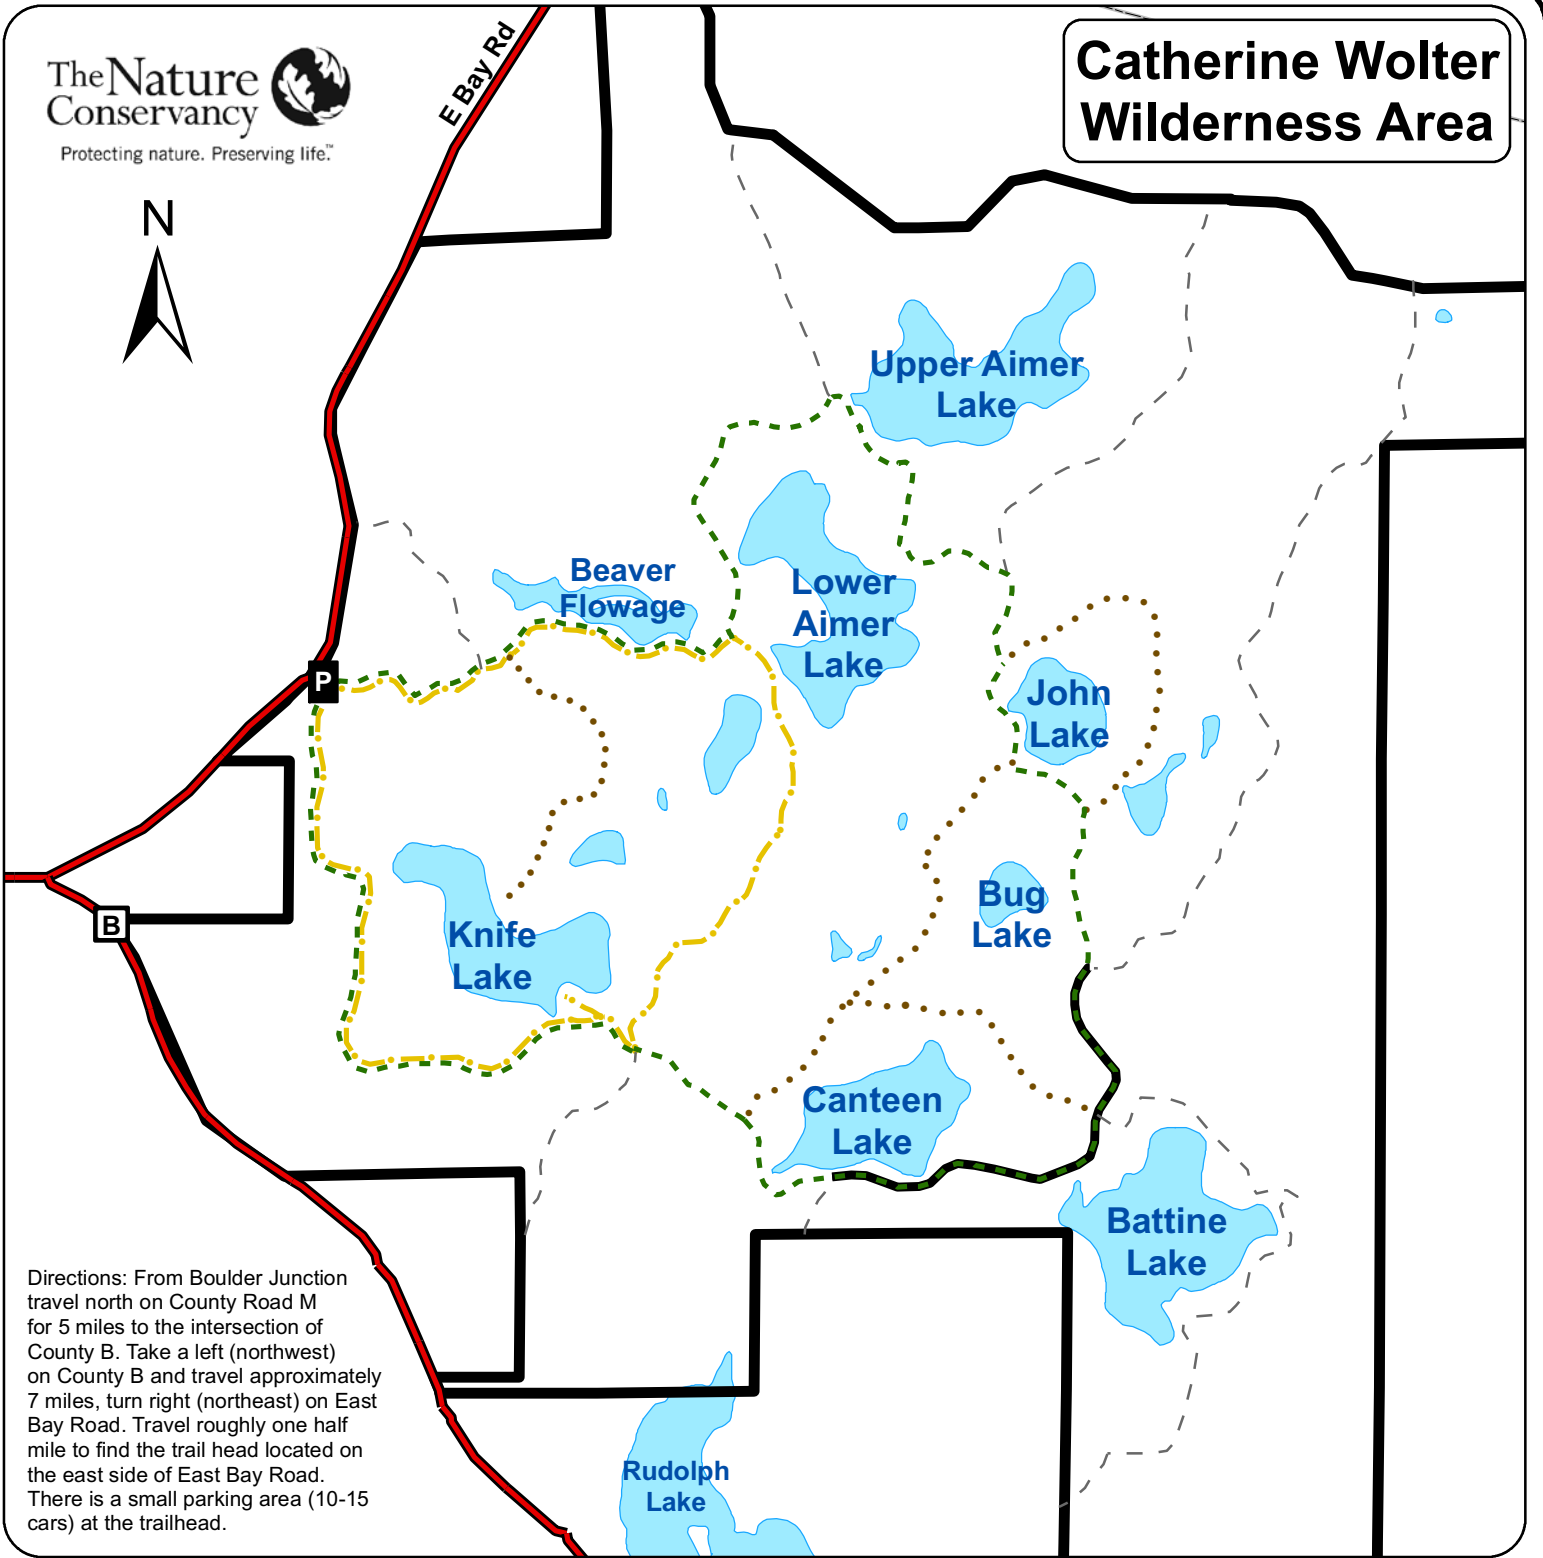 The Nature
Conservancy
Protecting nature. Preserving life.™
E Bay Rd
Catherine Wolter
Wilderness Area
N
Upper Aimer
Lake
Beaver
Flowage
Lower
Aimer
Lake
P
John
Lake
B
Knife
Lake
Bug
Lake
Canteen
Lake
Battine
Lake
Directions: From Boulder Junction
travel north on County Road M
for 5 miles to the intersection of
County B. Take a left (northwest)
on County B and travel approximately
7 miles, turn right (northeast) on East
Bay Road. Travel roughly one half
mile to find the trail head located on
the east side of East Bay Road.
There is a small parking area (10-15
cars) at the trailhead.
Rudolph
Lake